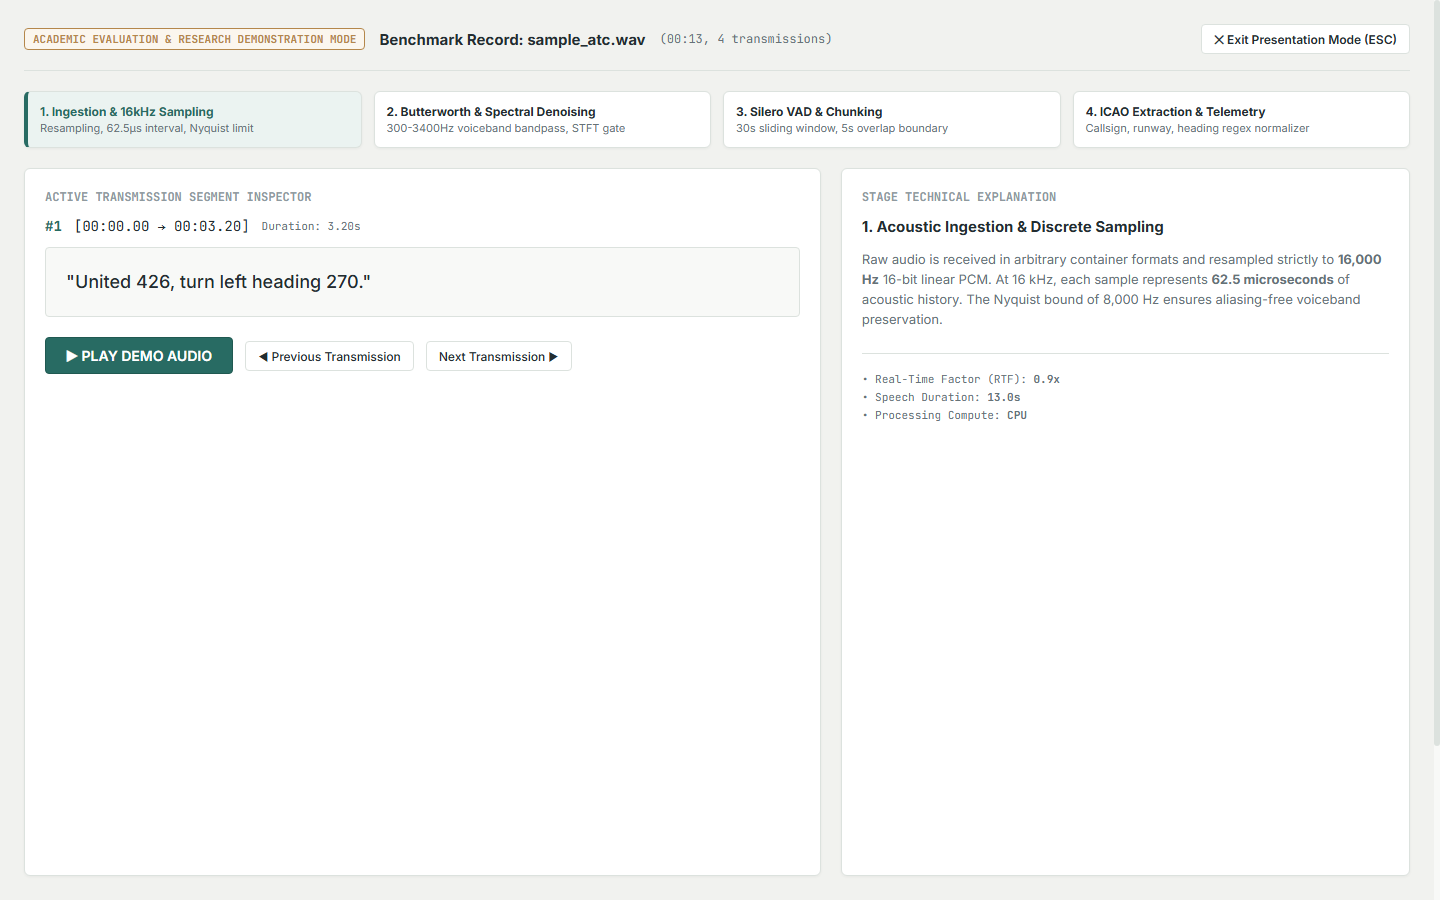 ACADEMIC EVALUATION & RESEARCH DEMONSTRATION MODE
Benchmark Record: sample_atc.wav
(00:13, 4 transmissions)
✕ Exit Presentation Mode (ESC)
1. Ingestion & 16kHz Sampling
Resampling, 62.5µs interval, Nyquist limit
2. Butterworth & Spectral Denoising
300-3400Hz voiceband bandpass, STFT gate
3. Silero VAD & Chunking
30s sliding window, 5s overlap boundary
4. ICAO Extraction & Telemetry
Callsign, runway, heading regex normalizer
ACTIVE TRANSMISSION SEGMENT INSPECTOR
#1 [00:00.00 → 00:03.20] Duration: 3.20s
"United 426, turn left heading 270."
▶ PLAY DEMO AUDIO
◀ Previous Transmission
Next Transmission ▶
STAGE TECHNICAL EXPLANATION
1. Acoustic Ingestion & Discrete Sampling
Raw audio is received in arbitrary container formats and resampled strictly to 16,000
Hz 16-bit linear PCM. At 16 kHz, each sample represents 62.5 microseconds of
acoustic history. The Nyquist bound of 8,000 Hz ensures aliasing-free voiceband
preservation.
• Real-Time Factor (RTF): 0.9x
• Speech Duration: 13.0s
• Processing Compute: CPU